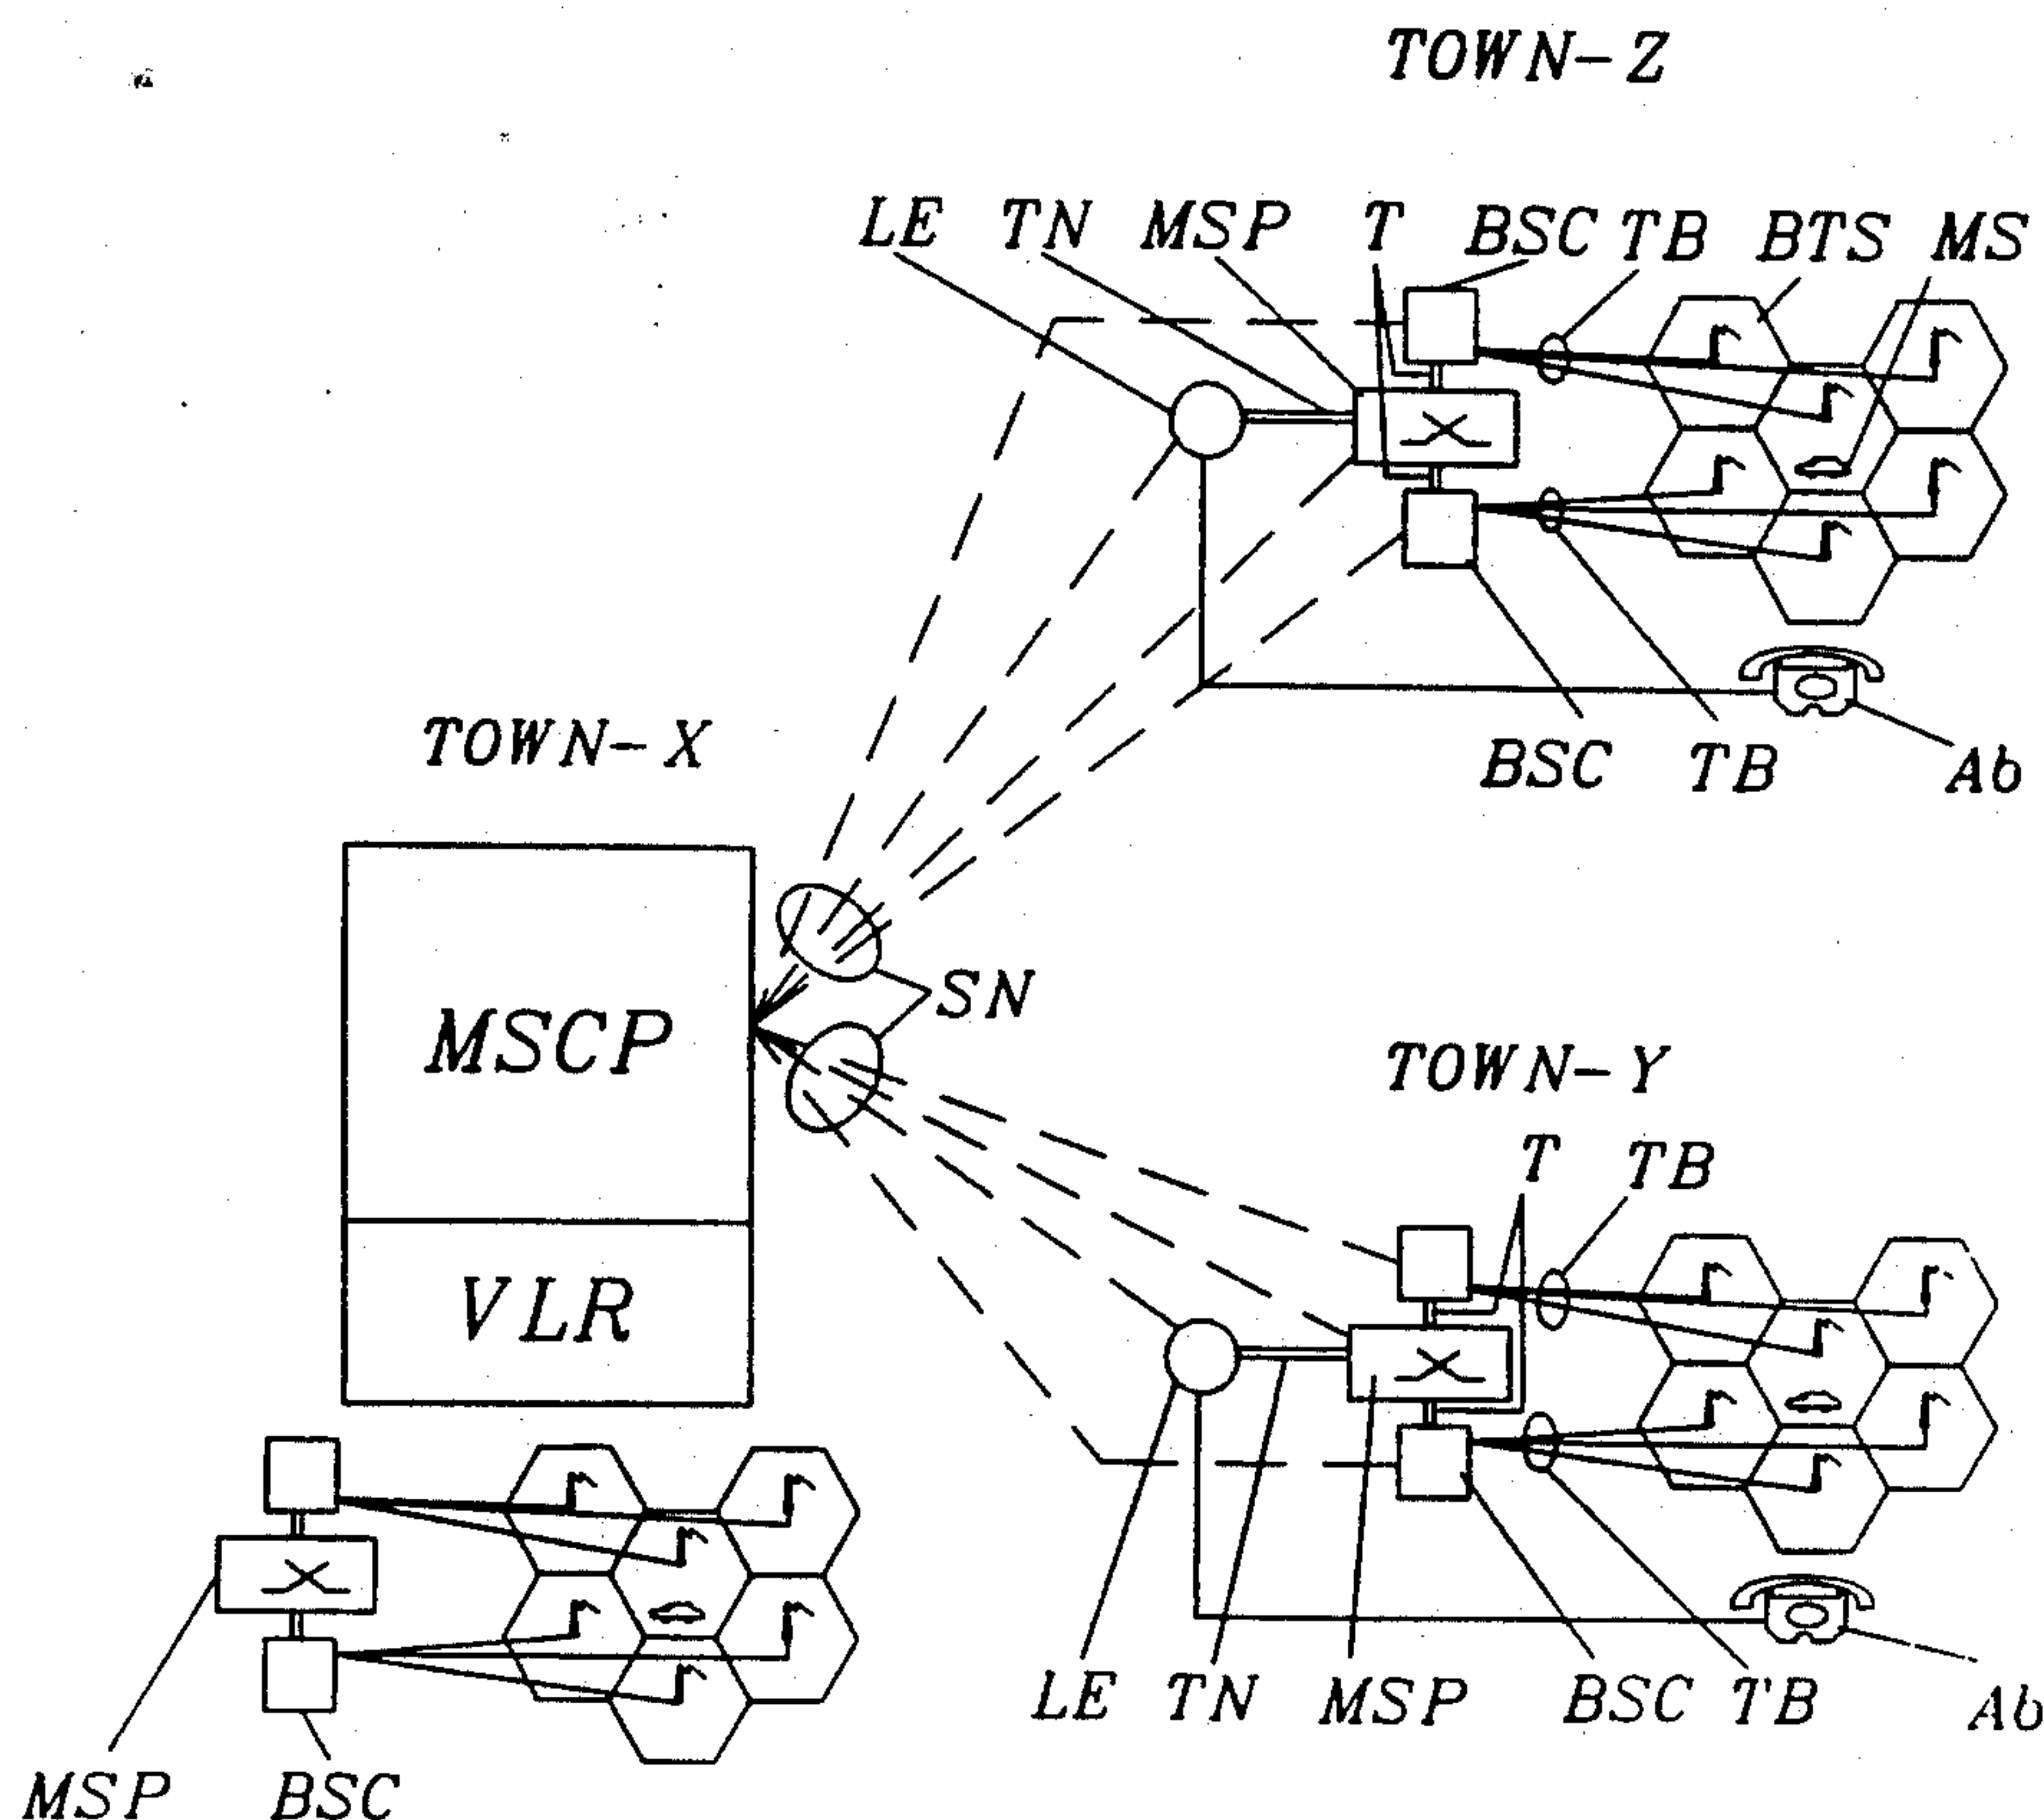 TOWN-Z
LE TN MSP T BSC TB BTS MS
BSC TB Ab
TOWN-X
MSCP
SN
VLR
TOWN-Y
T TB
LE TN MSP BSC TB Ab
MSP BSC